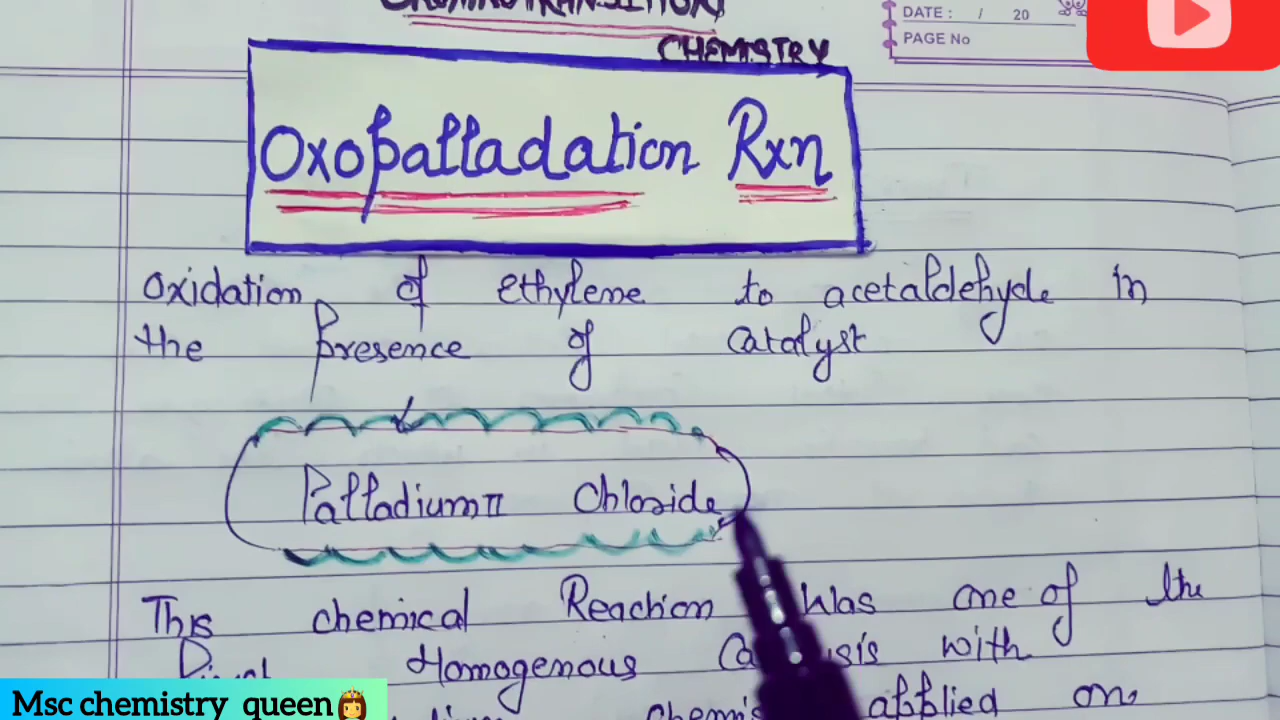 CHEMISTRY
DATE : / 20
PAGE No
Oxopalladation Rxn
Oxidation of ethylene to acetaldehyde in
the presence of catalyst
Palladium II Chloride
This chemical Reaction was one of the
Homogenous with
applied on
Msc chemistry queen